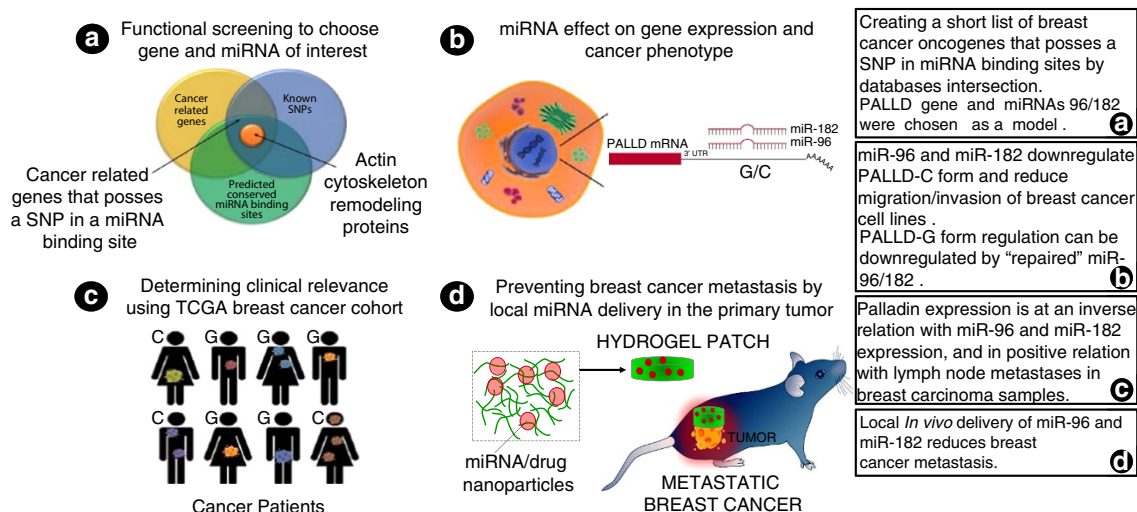 a
Functional screening to choose
gene and miRNA of interest
Cancer
related
genes
Known
SNPs
Predicted
conserved
miRNA binding
sites
Cancer related
genes that posses
a SNP in a miRNA
binding site
Actin
cytoskeleton
remodeling
proteins
b
miRNA effect on gene expression and
cancer phenotype
miR-182
miR-96
PALLD mRNA
3' UTR
G/C
AAAAAA
c
Determining clinical relevance
using TCGA breast cancer cohort
C G G G
C G G C
Cancer Patients
d
Preventing breast cancer metastasis by
local miRNA delivery in the primary tumor
HYDROGEL PATCH
miRNA/drug
nanoparticles
TUMOR
METASTATIC
BREAST CANCER
Creating a short list of breast
cancer oncogenes that posses a
SNP in miRNA binding sites by
databases intersection.
PALLD gene and miRNAs 96/182
were chosen as a model .
a
miR-96 and miR-182 downregulate
PALLD-C form and reduce
migration/invasion of breast cancer
cell lines .
PALLD-G form regulation can be
downregulated by “repaired” miR-
96/182 .
b
Palladin expression is at an inverse
relation with miR-96 and miR-182
expression, and in positive relation
with lymph node metastases in
breast carcinoma samples.
c
Local In vivo delivery of miR-96 and
miR-182 reduces breast
cancer metastasis.
d